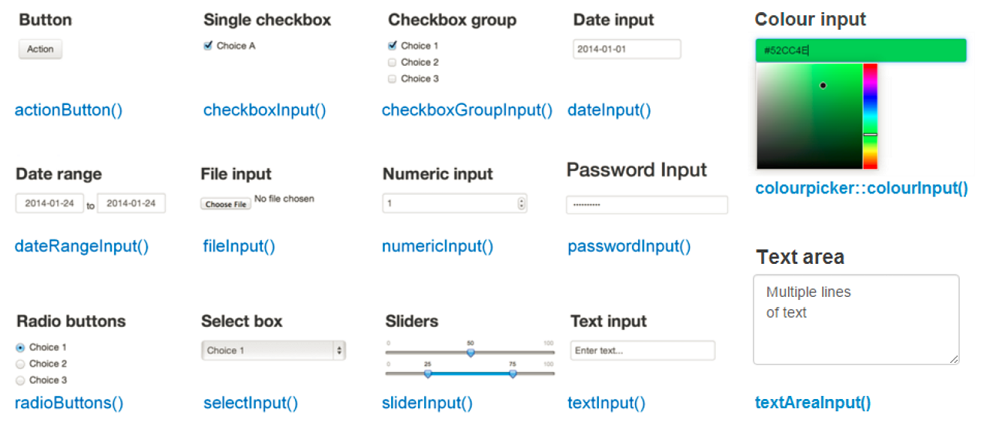 Button
Action
actionButton()
Single checkbox
Choice A
checkboxInput()
Checkbox group
Choice 1
Choice 2
Choice 3
checkboxGroupInput()
Date input
2014-01-01
dateInput()
Colour input
#52CC4E
colourpicker::colourInput()
Date range
2014-01-24 to 2014-01-24
dateRangeInput()
File input
Choose File No file chosen
fileInput()
Numeric input
1
numericInput()
Password Input
passwordInput()
Text area
Multiple lines
of text
textAreaInput()
Radio buttons
Choice 1
Choice 2
Choice 3
radioButtons()
Select box
Choice 1
selectInput()
Sliders
0 50 100
0 25 75 100
sliderInput()
Text input
Enter text...
textInput()